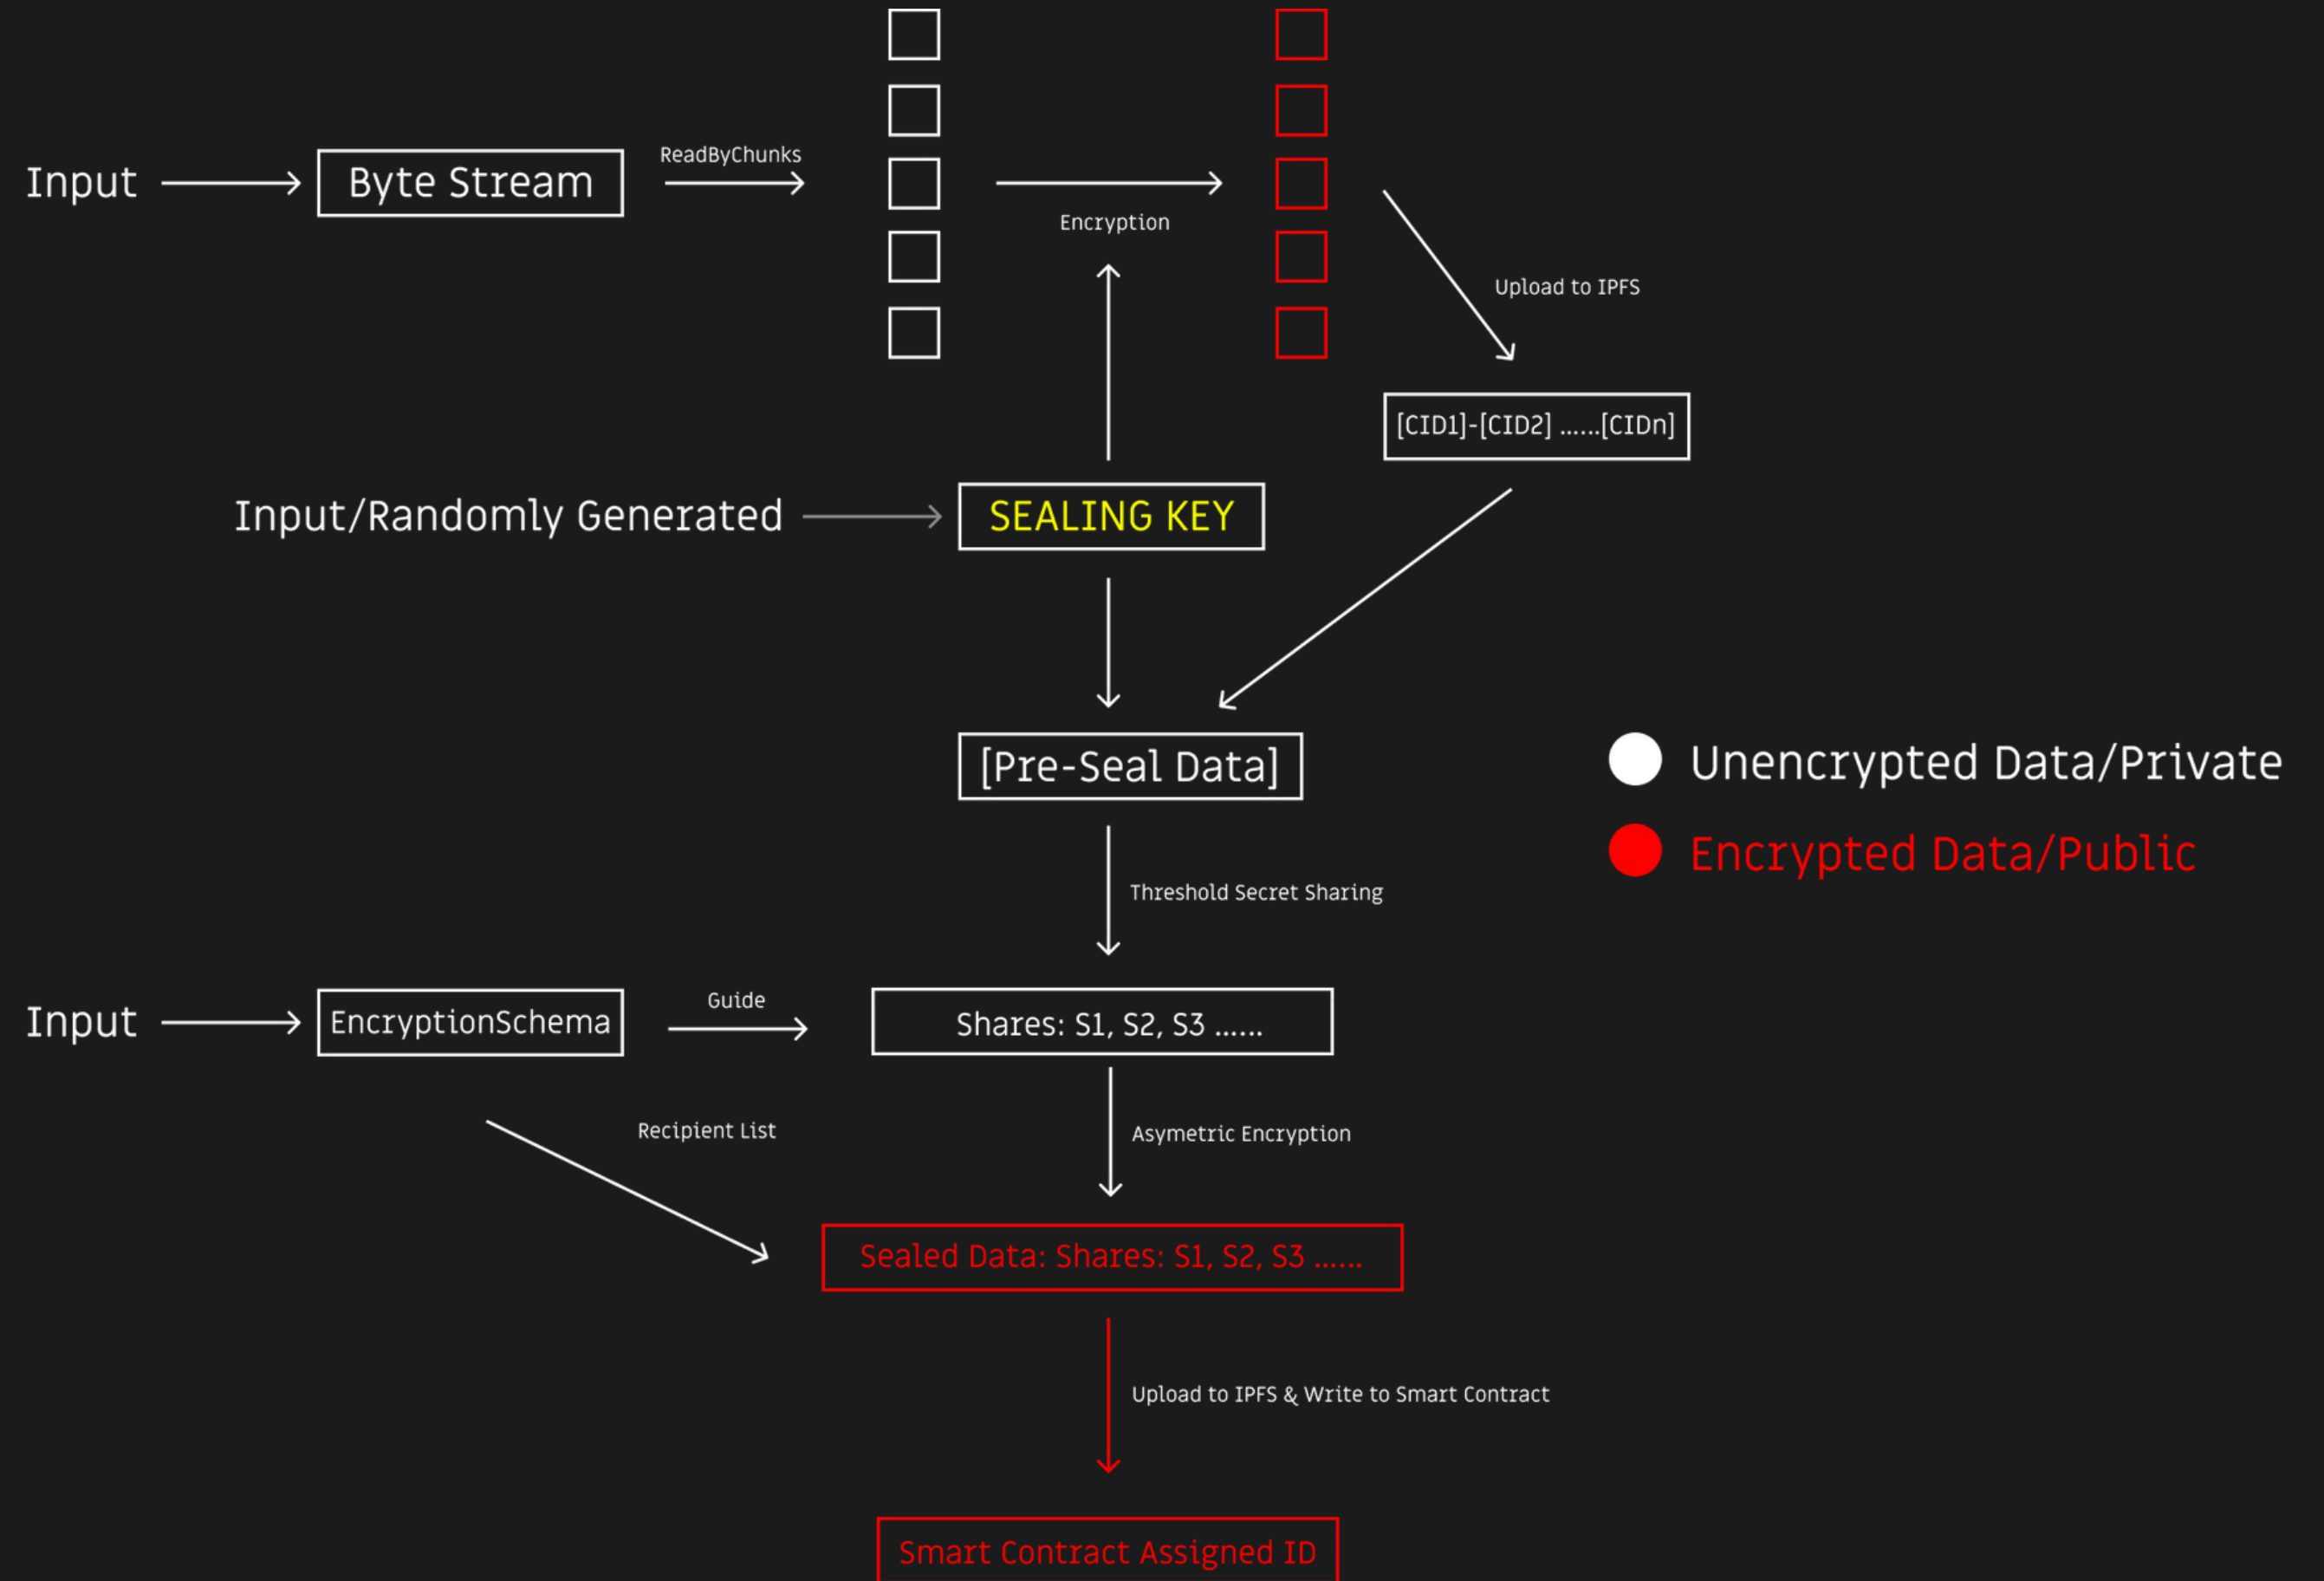 Input
Byte Stream
ReadByChunks
Encryption
Upload to IPFS
[CID1]-[CID2] ......[CIDn]
Input/Randomly Generated
SEALING KEY
[Pre-Seal Data]
Unencrypted Data/Private
Encrypted Data/Public
Threshold Secret Sharing
Input
EncryptionSchema
Guide
Shares: S1, S2, S3 ......
Recipient List
Asymetric Encryption
Sealed Data: Shares: S1, S2, S3 ......
Upload to IPFS & Write to Smart Contract
Smart Contract Assigned ID